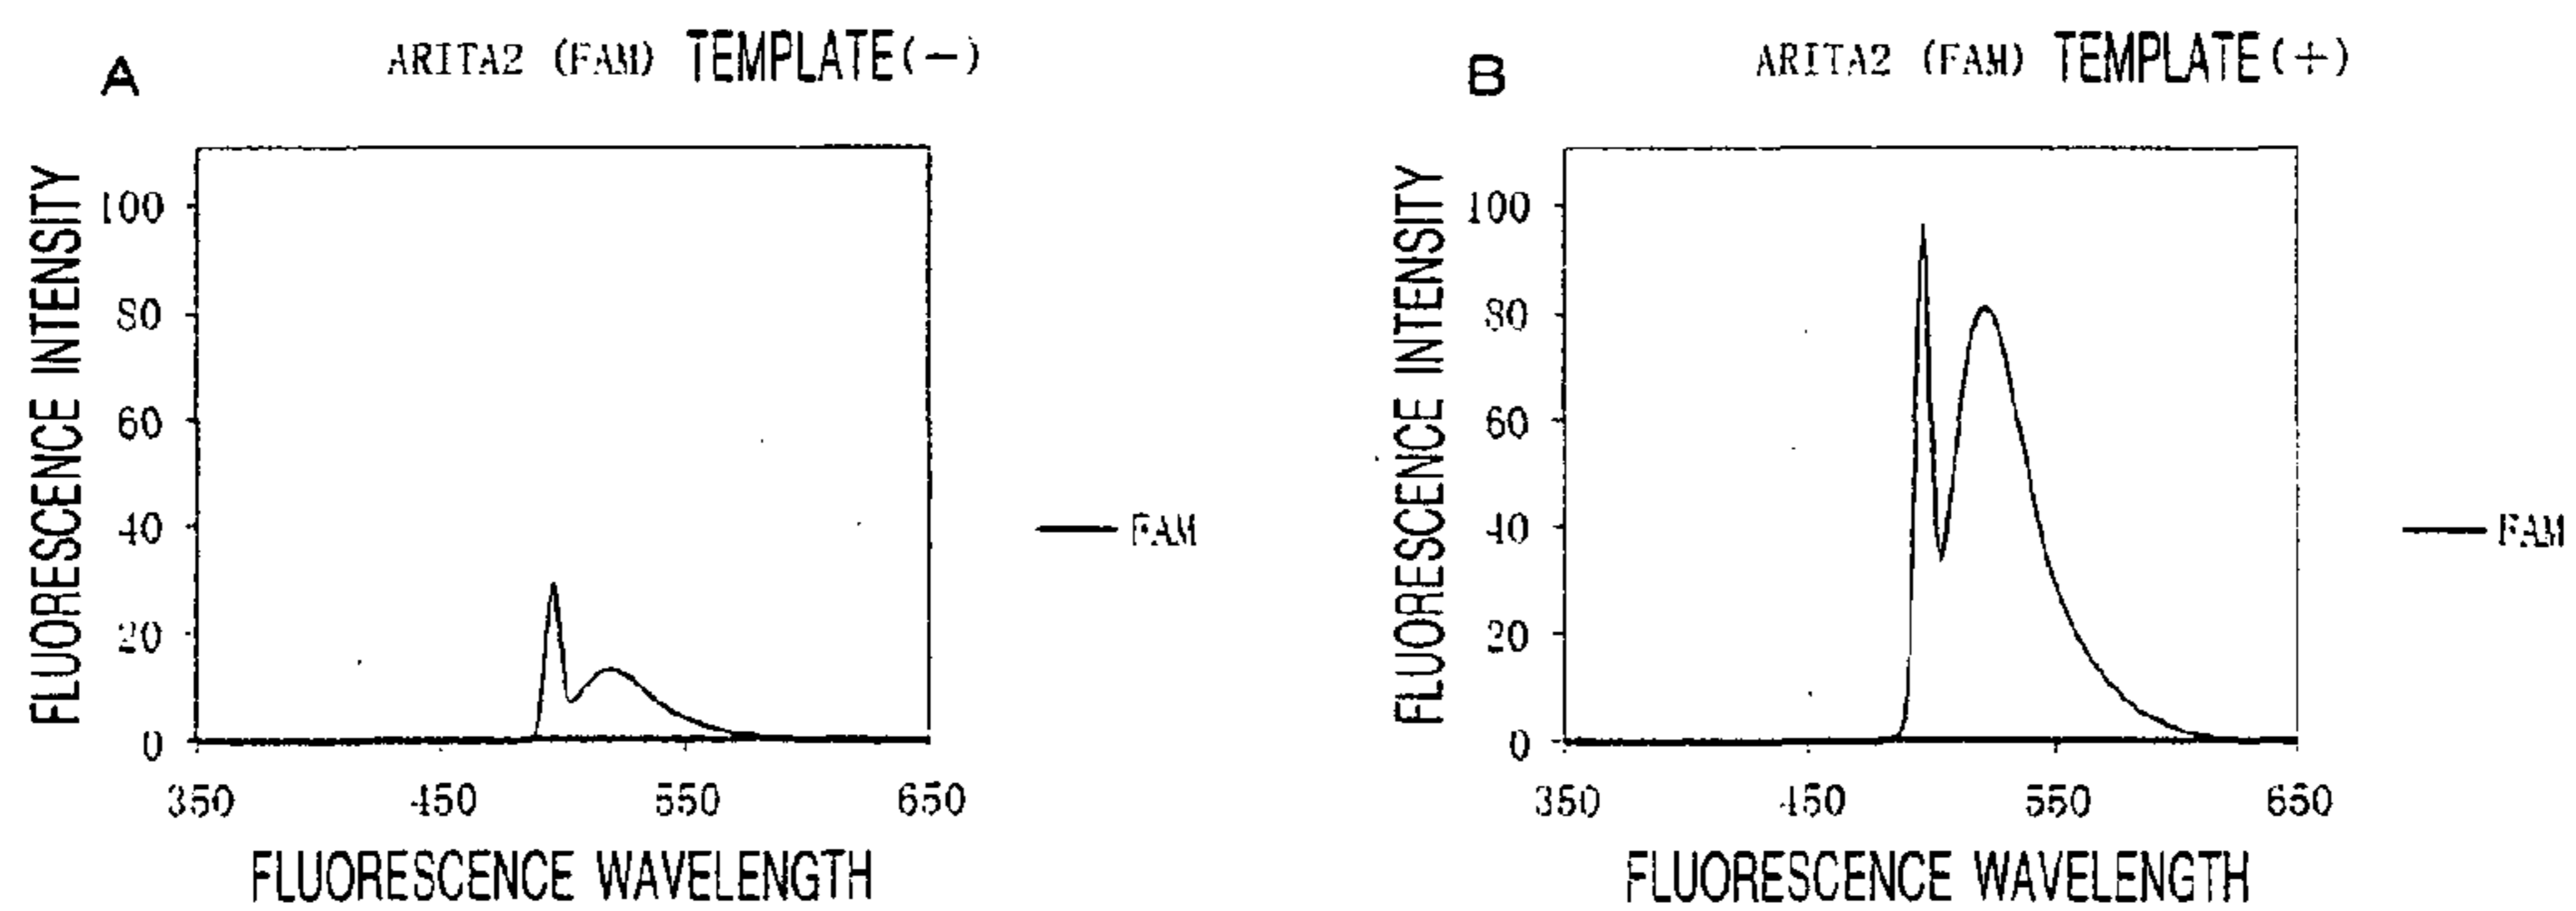 A
ARITA2 (FAM) TEMPLATE(−)
FLUORESCENCE INTENSITY
100
80
60
40
20
0
350 450 550 650
FLUORESCENCE WAVELENGTH
FAM
B
ARITA2 (FAM) TEMPLATE(+)
FLUORESCENCE INTENSITY
100
80
60
40
20
0
350 450 550 650
FLUORESCENCE WAVELENGTH
FAM